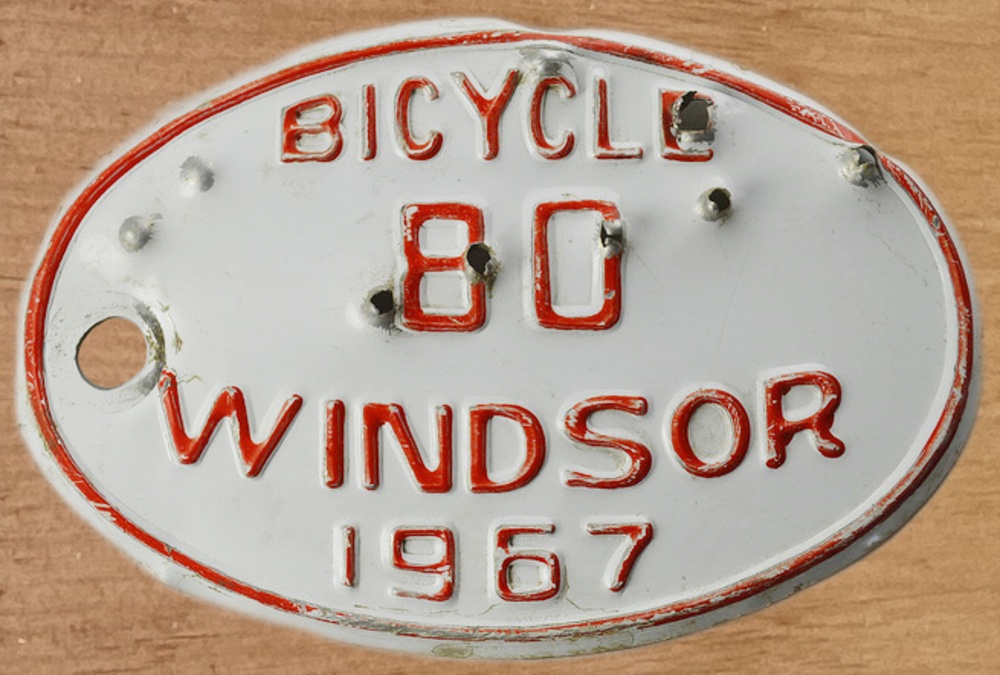 BICYCLE
80
WINDSOR
1967